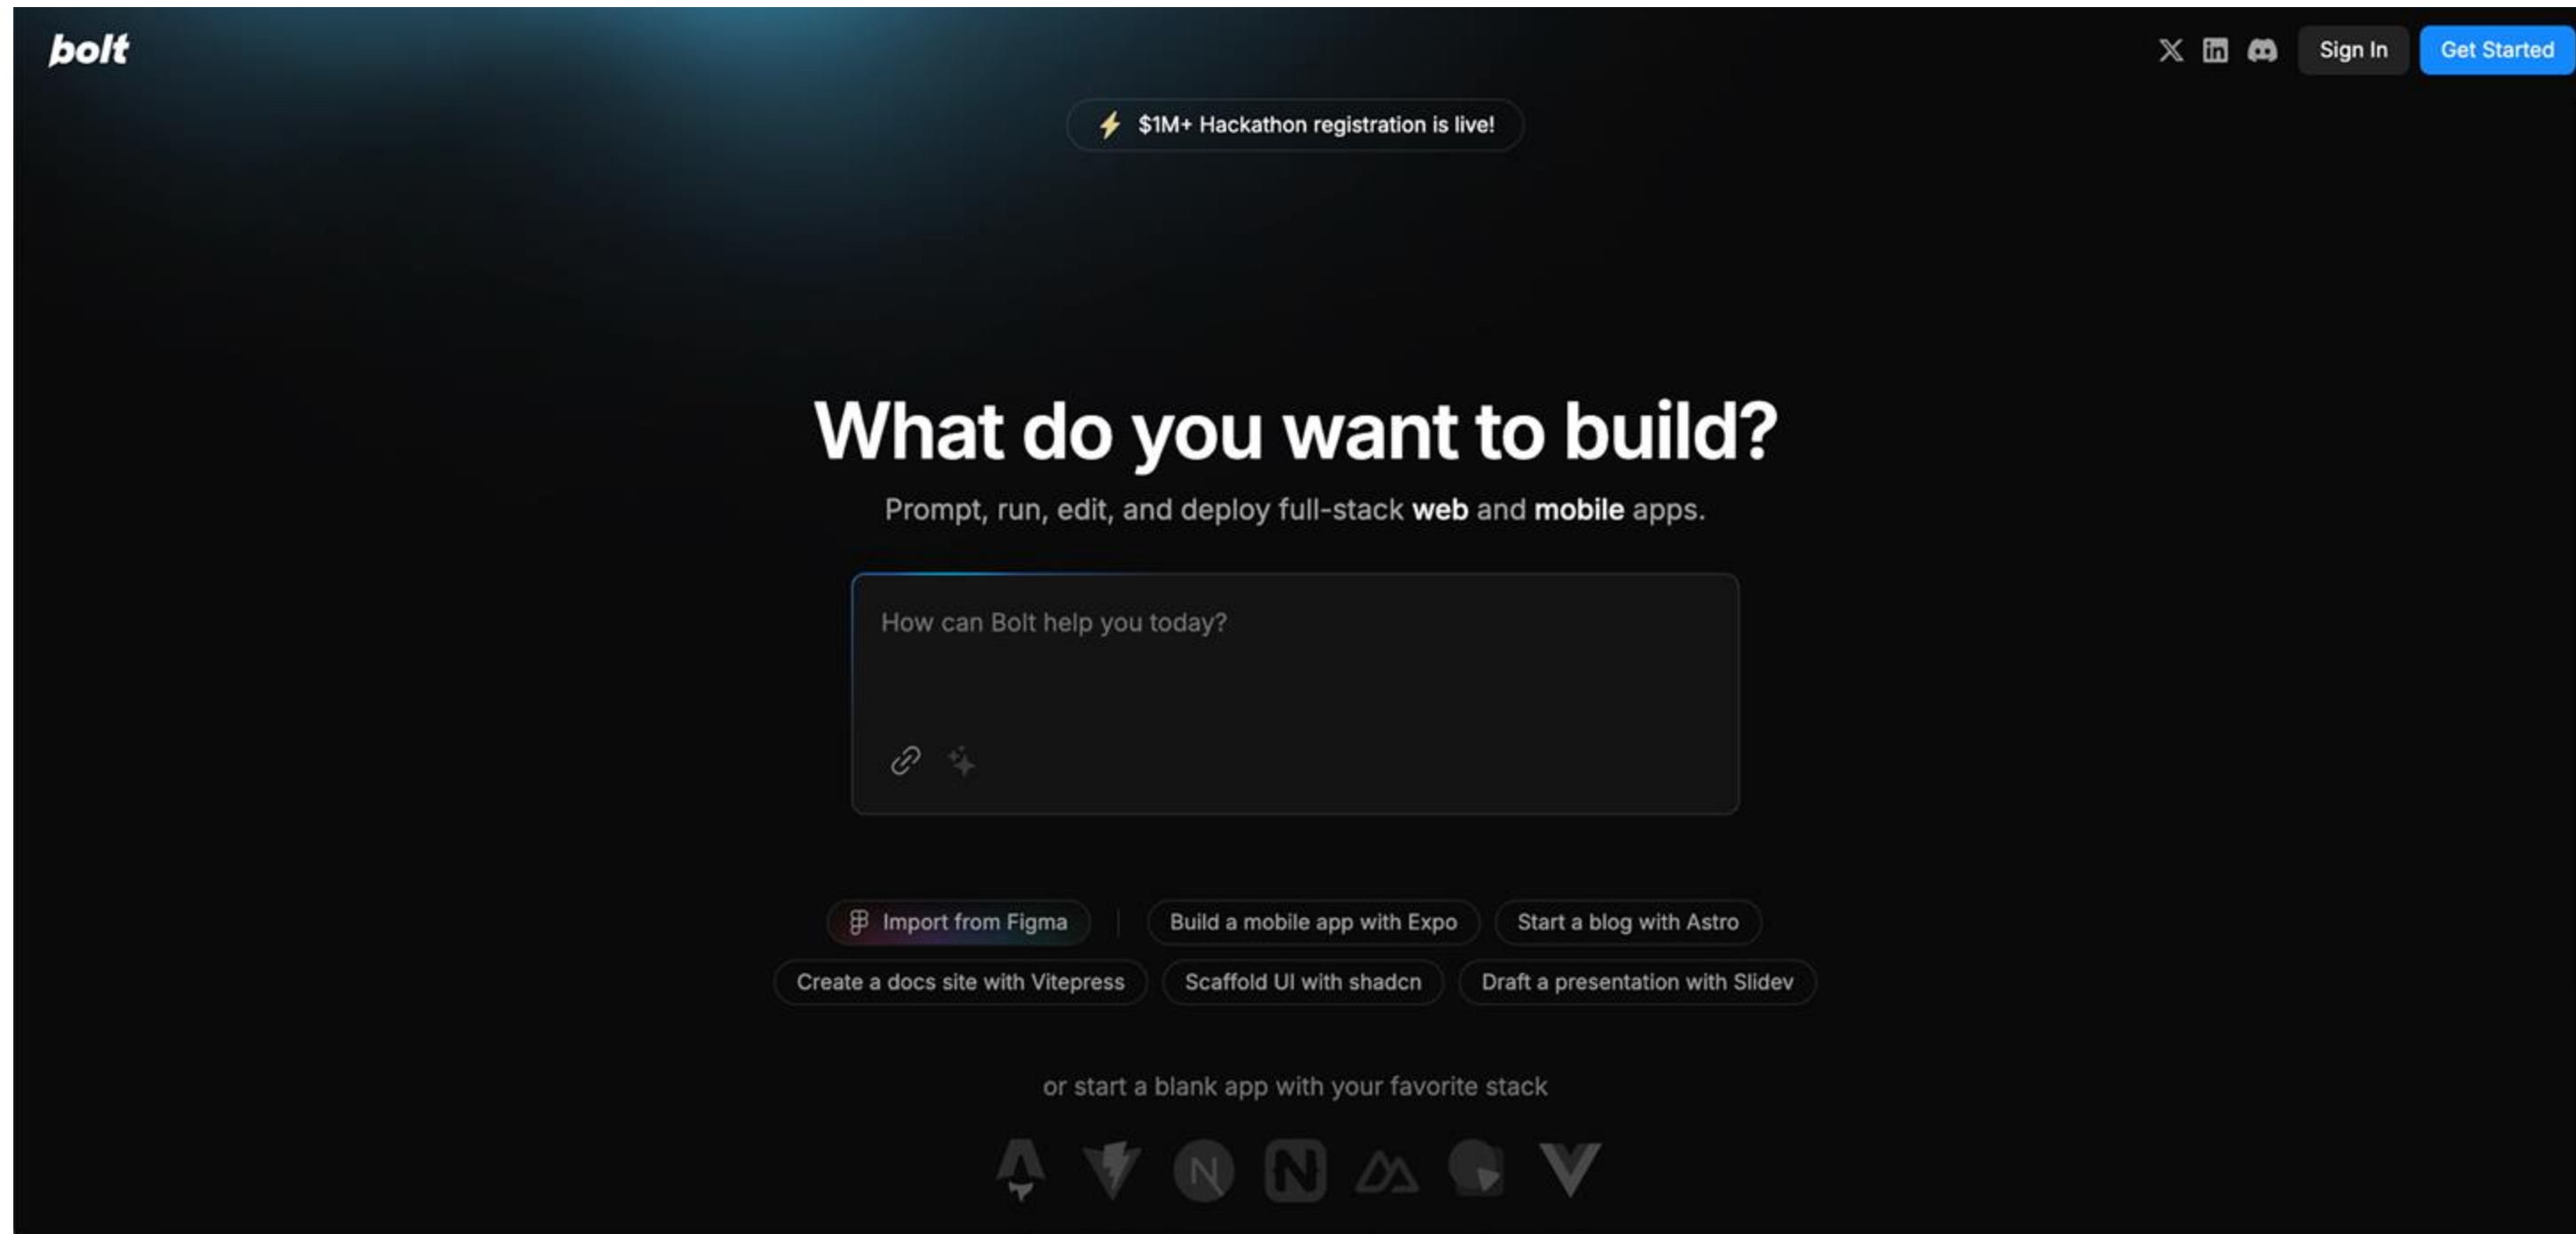 bolt
Sign In
Get Started
$1M+ Hackathon registration is live!
What do you want to build?
Prompt, run, edit, and deploy full-stack web and mobile apps.
How can Bolt help you today?
Import from Figma
Build a mobile app with Expo
Start a blog with Astro
Create a docs site with Vitepress
Scaffold UI with shadcn
Draft a presentation with Slidev
or start a blank app with your favorite stack